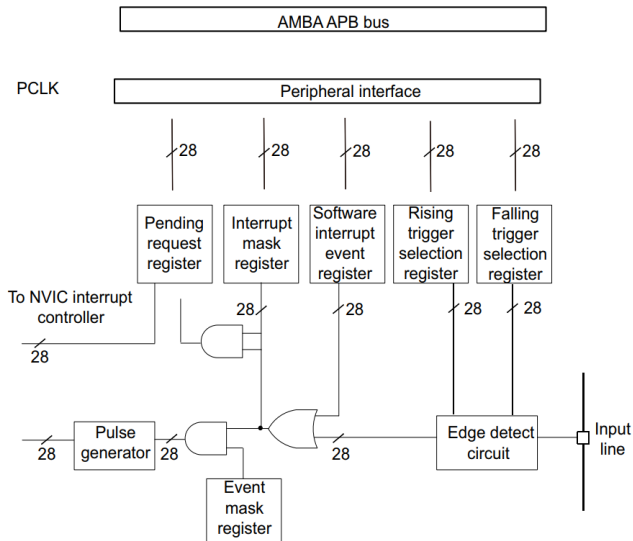 AMBA APB bus
PCLK
Peripheral interface
28
28
28
28
28
Pending
request
register
Interrupt
mask
register
Software
interrupt
event
register
Rising
trigger
selection
register
Falling
trigger
selection
register
To NVIC interrupt
controller
28
28
28
28
28
Pulse
generator
28
28
28
Edge detect
circuit
Input
line
Event
mask
register